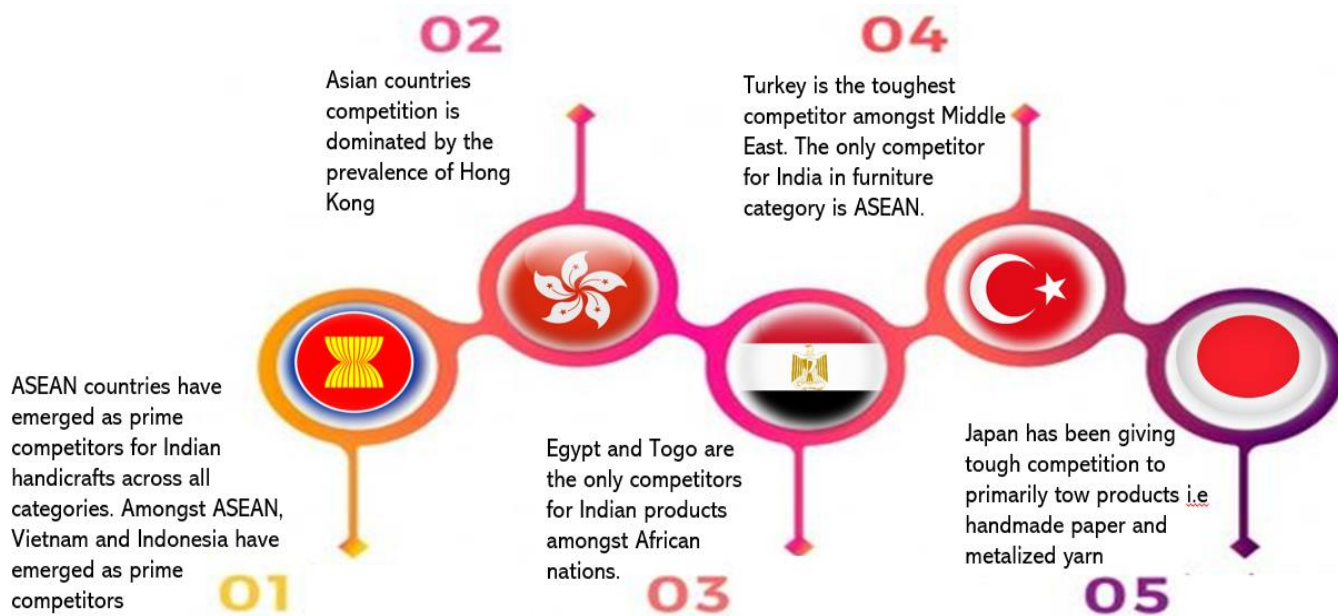 01
ASEAN countries have
emerged as prime
competitors for Indian
handicrafts across all
categories. Amongst ASEAN,
Vietnam and Indonesia have
emerged as prime
competitors
02
Asian countries
competition is
dominated by the
prevalence of Hong
Kong
03
Egypt and Togo are
the only competitors
for Indian products
amongst African
nations.
04
Turkey is the toughest
competitor amongst Middle
East. The only competitor
for India in furniture
category is ASEAN.
05
Japan has been giving
tough competition to
primarily tow products i.e
handmade paper and
metalized yarn